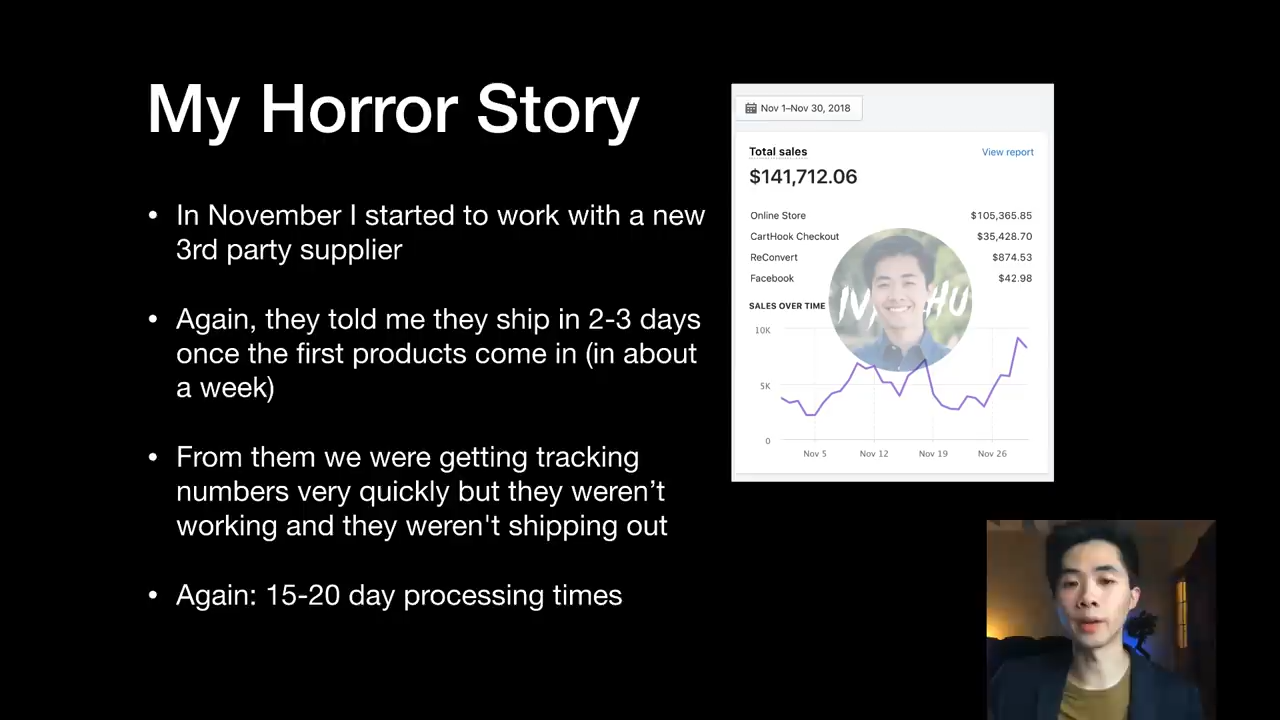 My Horror Story
• In November I started to work with a new
3rd party supplier
• Again, they told me they ship in 2-3 days
once the first products come in (in about
a week)
• From them we were getting tracking
numbers very quickly but they weren’t
working and they weren't shipping out
• Again: 15-20 day processing times
Nov 1–Nov 30, 2018
Total sales View report
$141,712.06
Online Store $105,365.85
CartHook Checkout $35,428.70
ReConvert $874.53
Facebook $42.98
SALES OVER TIME
10K
5K
0
Nov 5 Nov 12 Nov 19 Nov 26